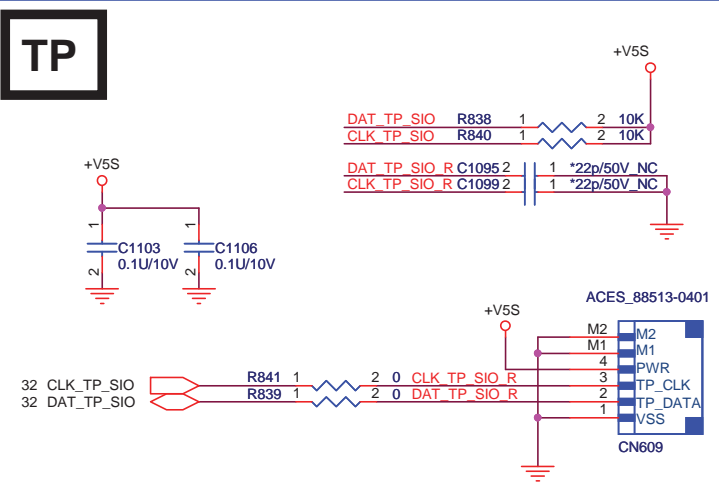 TP
+V5S
DAT_TP_SIO R838 1 2 10K
CLK_TP_SIO R840 1 2 10K
DAT_TP_SIO_R C1095 2 1 *22p/50V_NC
CLK_TP_SIO_R C1099 2 1 *22p/50V_NC
+V5S
1 1
C1103 C1106
0.1U/10V 0.1U/10V
2 2
ACES_88513-0401
+V5S
M2 M2
M1 M1
4 PWR
32 CLK_TP_SIO R841 1 2 0 CLK_TP_SIO_R 3 TP_CLK
32 DAT_TP_SIO R839 1 2 0 DAT_TP_SIO_R 2 TP_DATA
1 VSS
CN609